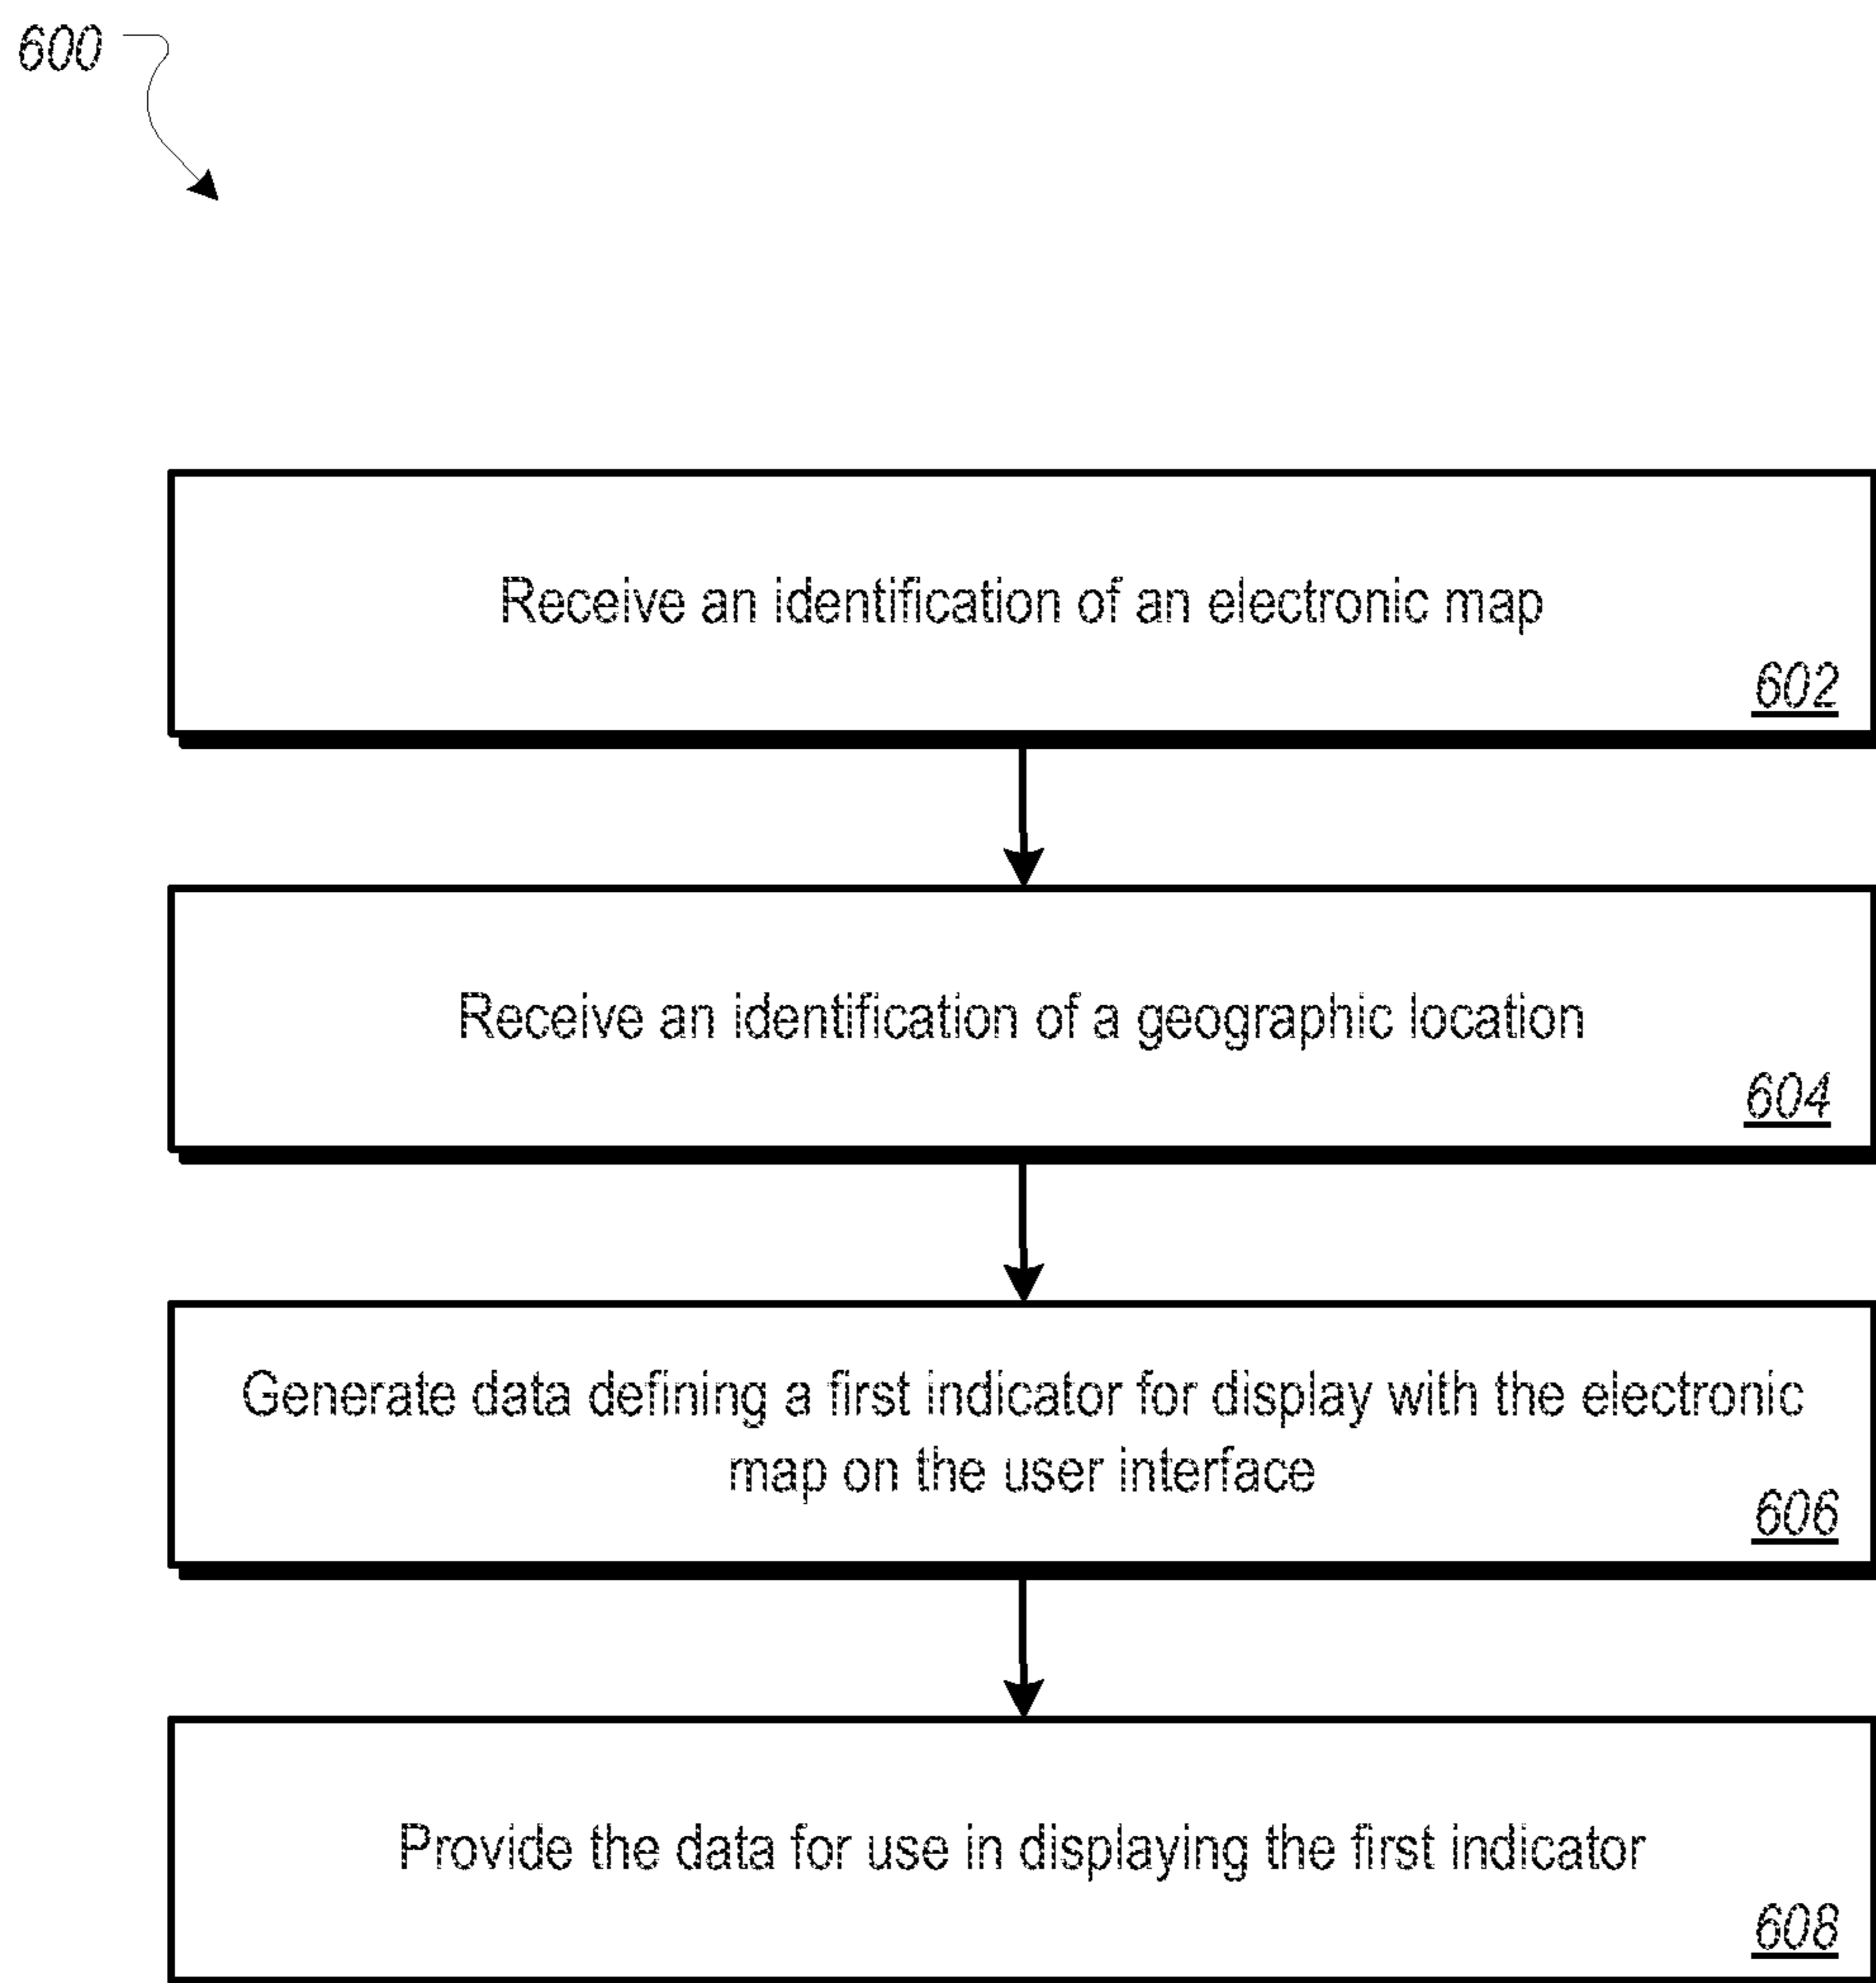 600
Receive an identification of an electronic map
602
Receive an identification of a geographic location
604
Generate data defining a first indicator for display with the electronic
map on the user interface
606
Provide the data for use in displaying the first indicator
608